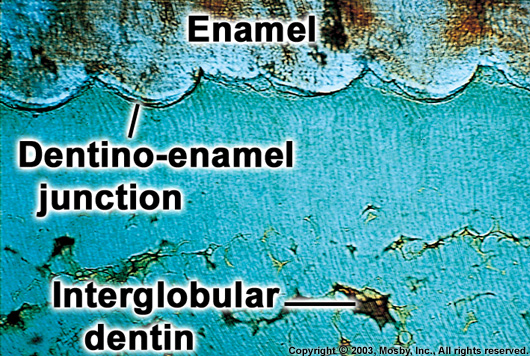 Enamel
Dentino-enamel
junction
Interglobular
dentin
Copyright © 2003, Mosby, Inc., All rights reserved.